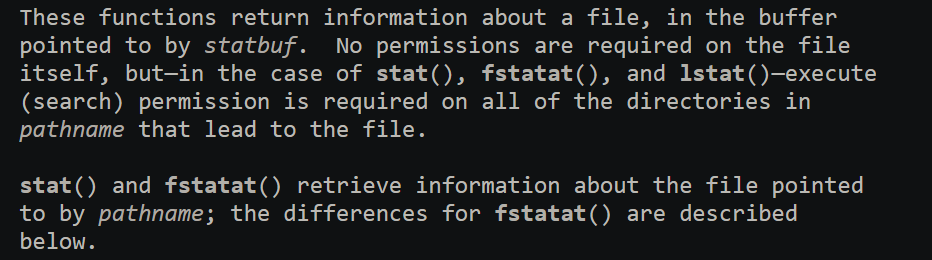 These functions return information about a file, in the buffer
pointed to by statbuf.  No permissions are required on the file
itself, but—in the case of stat(), fstatat(), and lstat()—execute
(search) permission is required on all of the directories in
pathname that lead to the file.

stat() and fstatat() retrieve information about the file pointed
to by pathname; the differences for fstatat() are described
below.